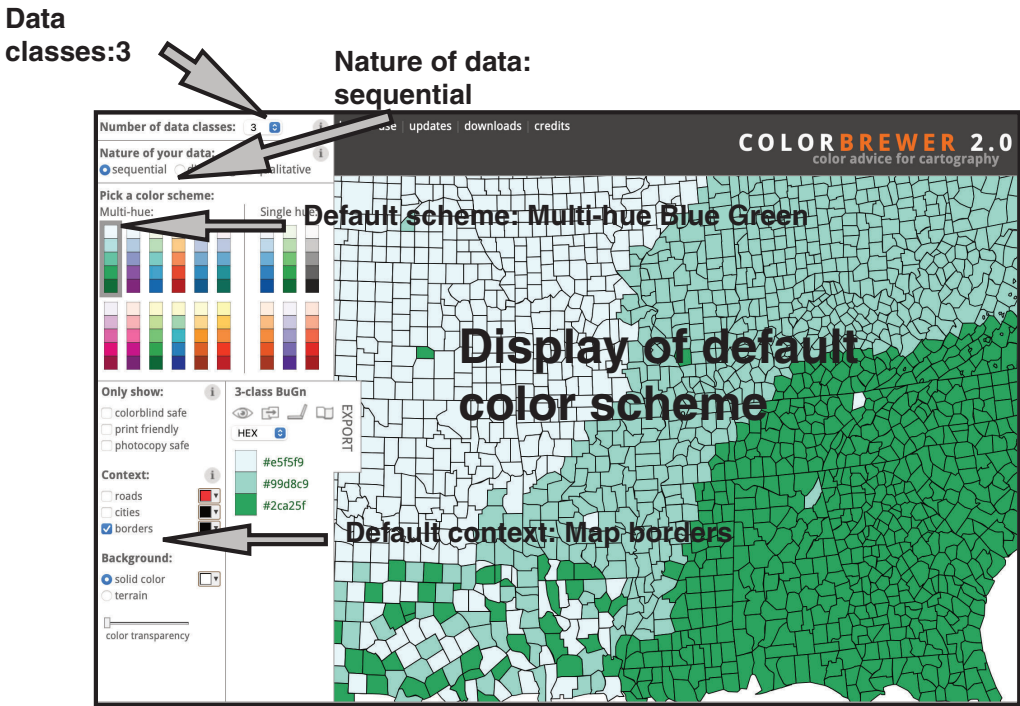 Data
classes:3
Nature of data:
sequential
Number of data classes: 3 i
use | updates | downloads | credits
COLORBREWER 2.0
color advice for cartography
Nature of your data: i
sequential
Pick a color scheme:
Multi-hue: Single hue:
Default scheme: Multi-hue Blue Green
Display of default
color scheme
Only show: i
colorblind safe
print friendly
photocopy safe
3-class BuGn
EXPORT
HEX
#e5f5f9
#99d8c9
#2ca25f
Context: i
roads
cities
borders
Default context: Map borders
Background:
solid color
terrain
color transparency